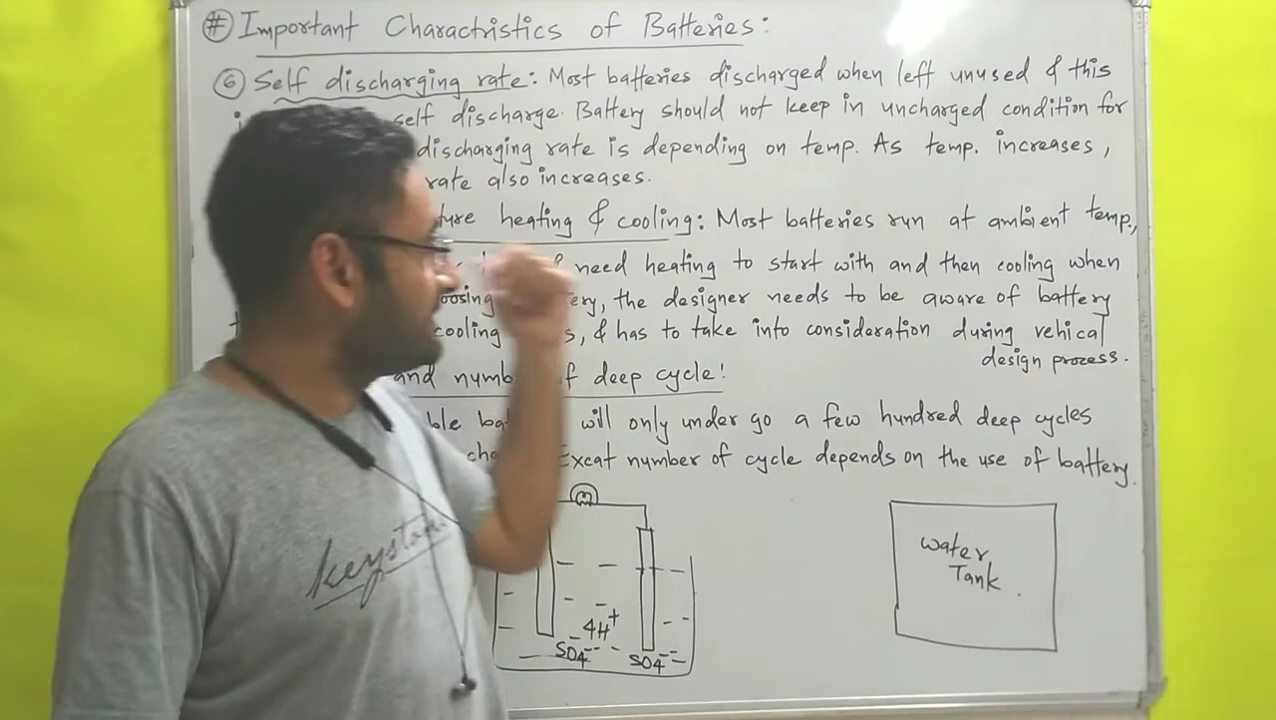 # Important Charactristics of Batteries:
⑥ Self discharging rate: Most batteries discharged when left unused & this
self discharge. Battery should not keep in uncharged condition for
discharging rate is depending on temp. As temp. increases,
rate also increases.
ture heating & cooling: Most batteries run at ambient temp.,
need heating to start with and then cooling when
oosing ery, the designer needs to be aware of battery
cooling s, & has to take into consideration during vehical
design process.
and numb f deep cycle!
ble bat will only under go a few hundred deep cycles
cha Excat number of cycle depends on the use of battery.
Water
Tank.
4H+
SO4-- SO4--
keystone